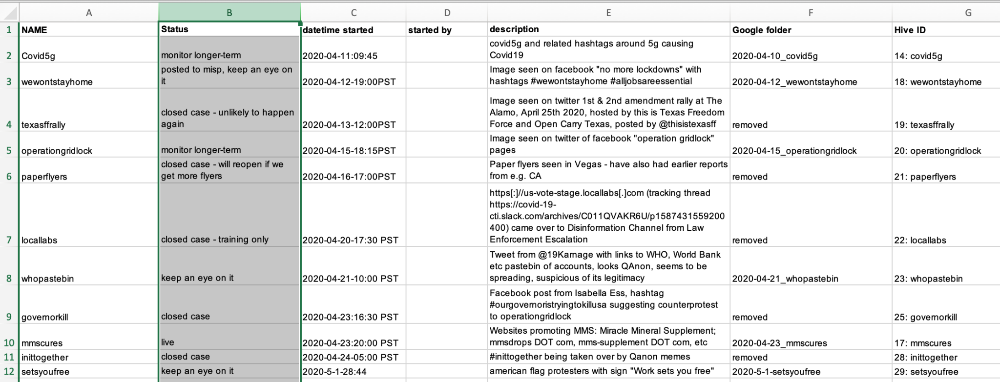 A B C D E F G
1 NAME Status datetime started started by description Google folder Hive ID
covid5g and related hashtags around 5g causing
2 Covid5g monitor longer-term 2020-04-11:09:45 Covid19 2020-04-10_covid5g 14: covid5g
posted to misp, keep an eye on Image seen on facebook "no more lockdowns" with
3 wewontstayhome it 2020-04-12-19:00PST hashtags #wewontstayhome #alljobsareessential 2020-04-12_wewontstayhome 18: wewontstayhome
Image seen on twitter 1st & 2nd amendment rally at The
closed case - unlikely to happen Alamo, April 25th 2020, hosted by this is Texas Freedom
4 texasffrally again 2020-04-13-12:00PST Force and Open Carry Texas, posted by @thisistexasff removed 19: texasffrally
Image seen on twitter of facebook "operation gridlock"
5 operationgridlock monitor longer-term 2020-04-15-18:15PST pages 2020-04-15_operationgridlock 20: operationgridlock
closed case - will reopen if we Paper flyers seen in Vegas - have also had earlier reports
6 paperflyers get more flyers 2020-04-16-17:00PST from e.g. CA removed 21: paperflyers
https[:]//us-vote-stage.locallabs[.]com (tracking thread
https://covid-19-
cti.slack.com/archives/C011QVAKR6U/p1587431559200
400) came over to Disinformation Channel from Law
7 locallabs closed case - training only 2020-04-20-17:30 PST Enforcement Escalation removed 22: locallabs
Tweet from @19Karnage with links to WHO, World Bank
etc pastebin of accounts, looks QAnon, seems to be
8 whopastebin keep an eye on it 2020-04-21-10:00 PST spreading, suspicious of its legitimacy 2020-04-21_whopastebin 23: whopastebin
Facebook post from Isabella Ess, hashtag
#ourgovernoristryingtokillusa suggesting counterprotest
9 governorkill closed case 2020-04-23:16:30 PST to operationgridlock removed 25: governorkill
Websites promoting MMS: Miracle Mineral Supplement;
10 mmscures live 2020-04-23:20:00 PST mmsdrops DOT com, mms-supplement DOT com, etc 2020-04-23_mmscures 17: mmscures
11 inittogether closed case 2020-04-24-05:00 PST #inittogether being taken over by Qanon memes removed 28: inittogether
12 setsyoufree keep an eye on it 2020-5-1-28:44 american flag protesters with sign "Work sets you free" 2020-5-1-setsyoufree 29: setsyoufree